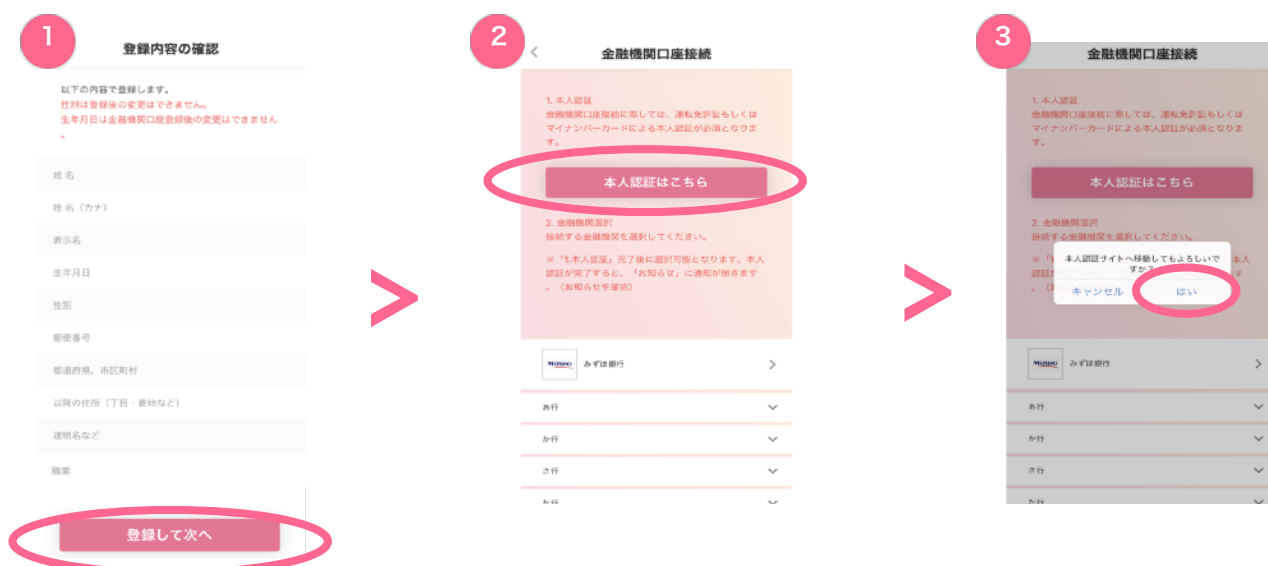 1
登録内容の確認
以下の内容で登録します。
性別は登録後の変更はできません。
生年月日は金融機関口座登録後の変更はできません
。
姓 名
姓 名（カナ）
表示名
生年月日
性別
郵便番号
都道府県、市区町村
以降の住所（丁目・番地など）
建物名など
職業
登録して次へ
>
2
<
金融機関口座接続
1. 本人認証
金融機関口座接続に際しては、運転免許証もしくは
マイナンバーカードによる本人認証が必須となりま
す。
本人認証はこちら
2. 金融機関選択
接続する金融機関を選択してください。
※「1.本人認証」完了後に選択可能となります。本人
認証が完了すると、「お知らせ」に通知が届きます
。（お知らせを確認）
MIZUHO みずほ銀行
あ行
か行
さ行
た行
>
3
金融機関口座接続
1. 本人認証
金融機関口座接続に際しては、運転免許証もしくは
マイナンバーカードによる本人認証が必須となりま
す。
本人認証はこちら
2. 金融機関選択
接続する金融機関を選択してください。
本人認証サイトへ移動してもよろしいで
すか？
キャンセル はい
MIZUHO みずほ銀行
あ行
か行
さ行
た行